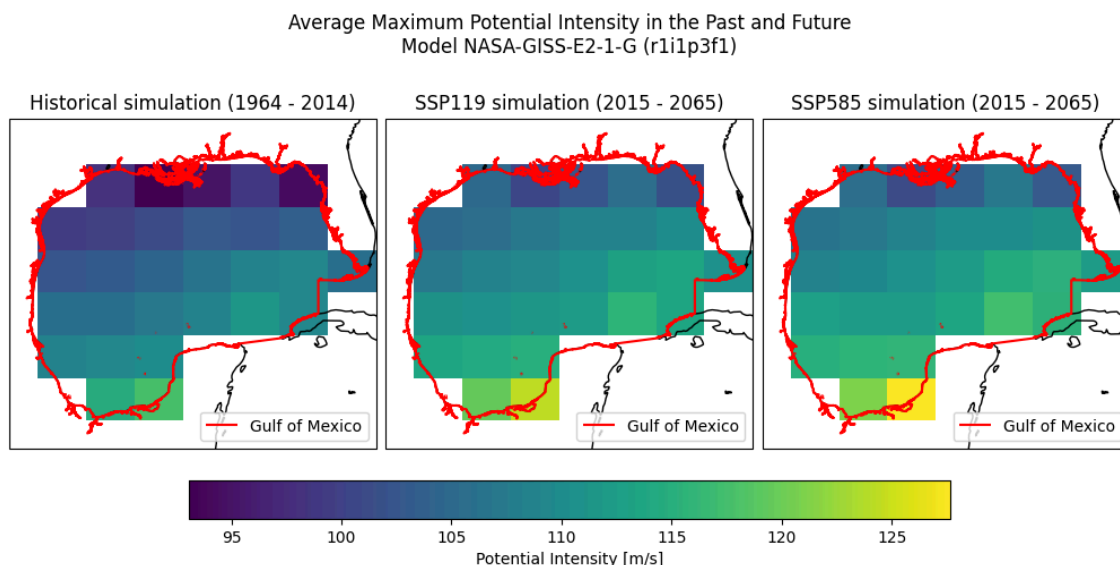 Average Maximum Potential Intensity in the Past and Future
Model NASA-GISS-E2-1-G (r1i1p3f1)
Historical simulation (1964 - 2014)
SSP119 simulation (2015 - 2065)
SSP585 simulation (2015 - 2065)
Gulf of Mexico
Gulf of Mexico
Gulf of Mexico
95
100
105
110
115
120
125
Potential Intensity [m/s]